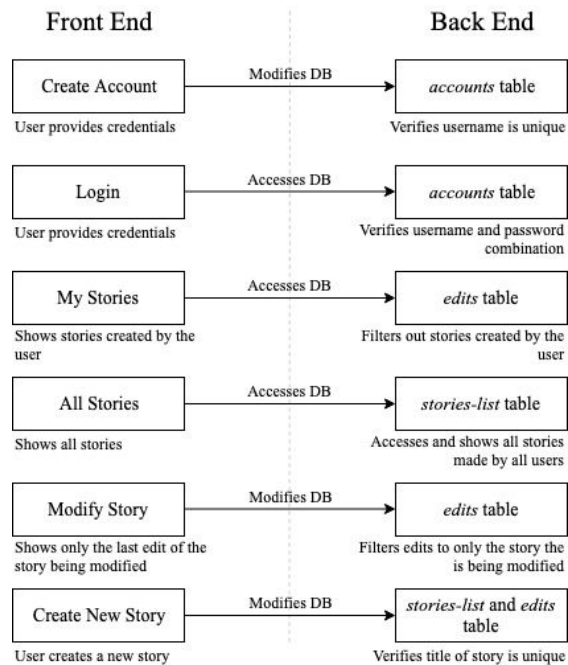 Front End
Back End
Create Account
Modifies DB
accounts table
User provides credentials
Verifies username is unique
Login
Accesses DB
accounts table
User provides credentials
Verifies username and password
combination
My Stories
Accesses DB
edits table
Shows stories created by the
user
Filters out stories created by the
user
All Stories
Accesses DB
stories-list table
Shows all stories
Accesses and shows all stories
made by all users
Modify Story
Modifies DB
edits table
Shows only the last edit of the
story being modified
Filters edits to only the story the
is being modified
Create New Story
Modifies DB
stories-list and edits
table
User creates a new story
Verifies title of story is unique